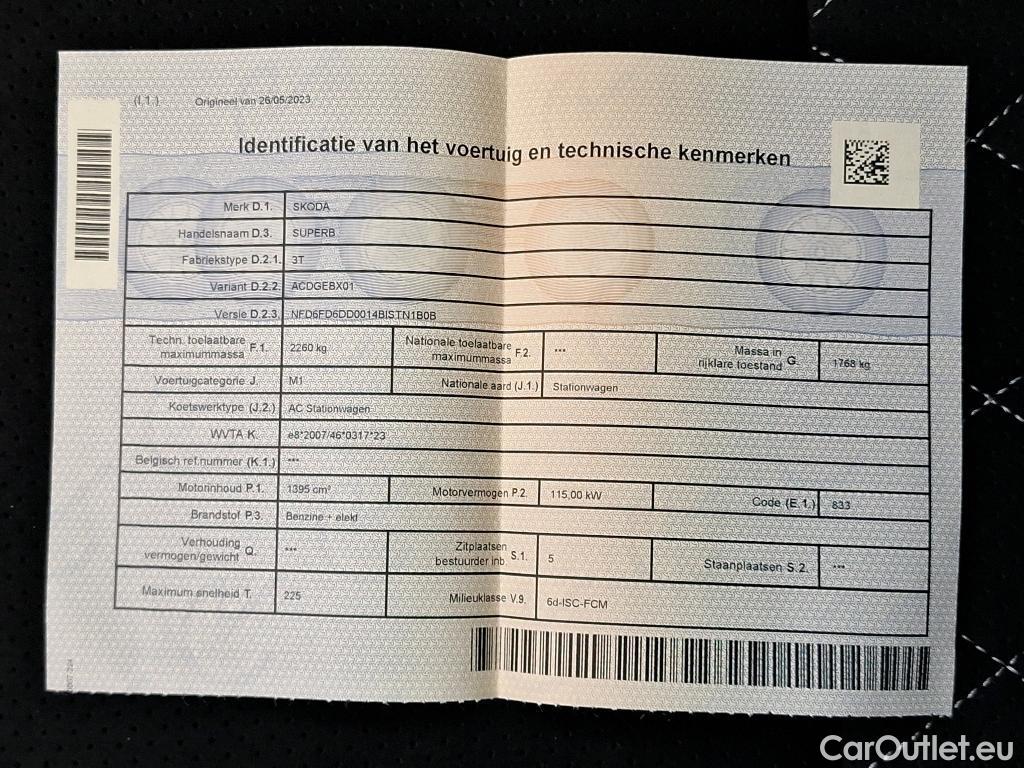 (I.1.) Origineel van 26/05/2023
Identificatie van het voertuig en technische kenmerken
Merk D.1. SKODA
Handelsnaam D.3. SUPERB
Fabriekstype D.2.1. 3T
Variant D.2.2. ACDGEBX01
Versie D.2.3. NFD6FD6DD0014BISTN1B0B
Techn. toelaatbare maximummassa F.1. 2260 kg Nationale toelaatbare maximummassa F.2. *** Massa in rijklare toestand G. 1768 kg
Voertuigcategorie J. M1 Nationale aard (J.1.) Stationwagen
Koetswerktype (J.2.) AC Stationwagen
WVTA K. e8*2007/46*0317*23
Belgisch ref.nummer (K.1.) ***
Motorinhoud P.1. 1395 cm³ Motorvermogen P.2. 115,00 kW Code (E.1.) 833
Brandstof P.3. Benzine + elekt
Verhouding vermogen/gewicht Q. *** Zitplaatsen bestuurder inb. S.1. 5 Staanplaatsen S.2. ***
Maximum snelheid T. 225 Milieuklasse V.9. 6d-ISC-FCM
CarOutlet.eu